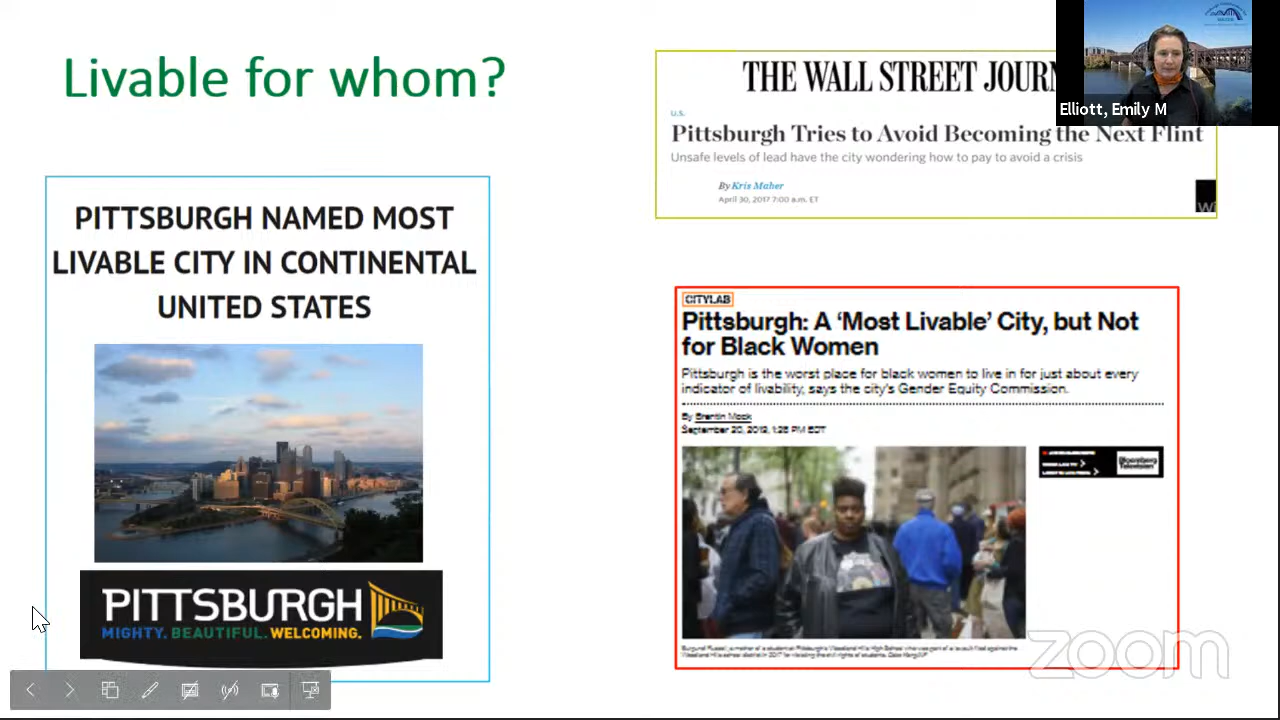 Livable for whom?
PITTSBURGH NAMED MOST
LIVABLE CITY IN CONTINENTAL
UNITED STATES
PITTSBURGH
MIGHTY. BEAUTIFUL. WELCOMING.
THE WALL STREET JOURN
U.S.
Pittsburgh Tries to Avoid Becoming the Next Flint
Unsafe levels of lead have the city wondering how to pay to avoid a crisis
By Kris Maher
April 30, 2017 7:00 a.m. ET
Elliott, Emily M
CITYLAB
Pittsburgh: A ‘Most Livable’ City, but Not
for Black Women
Pittsburgh is the worst place for black women to live in for just about every
indicator of livability, says the city's Gender Equity Commission.
By Brentin Mock
September 20, 2019, 1:28 PM EDT
Bloomberg
Television
zoom